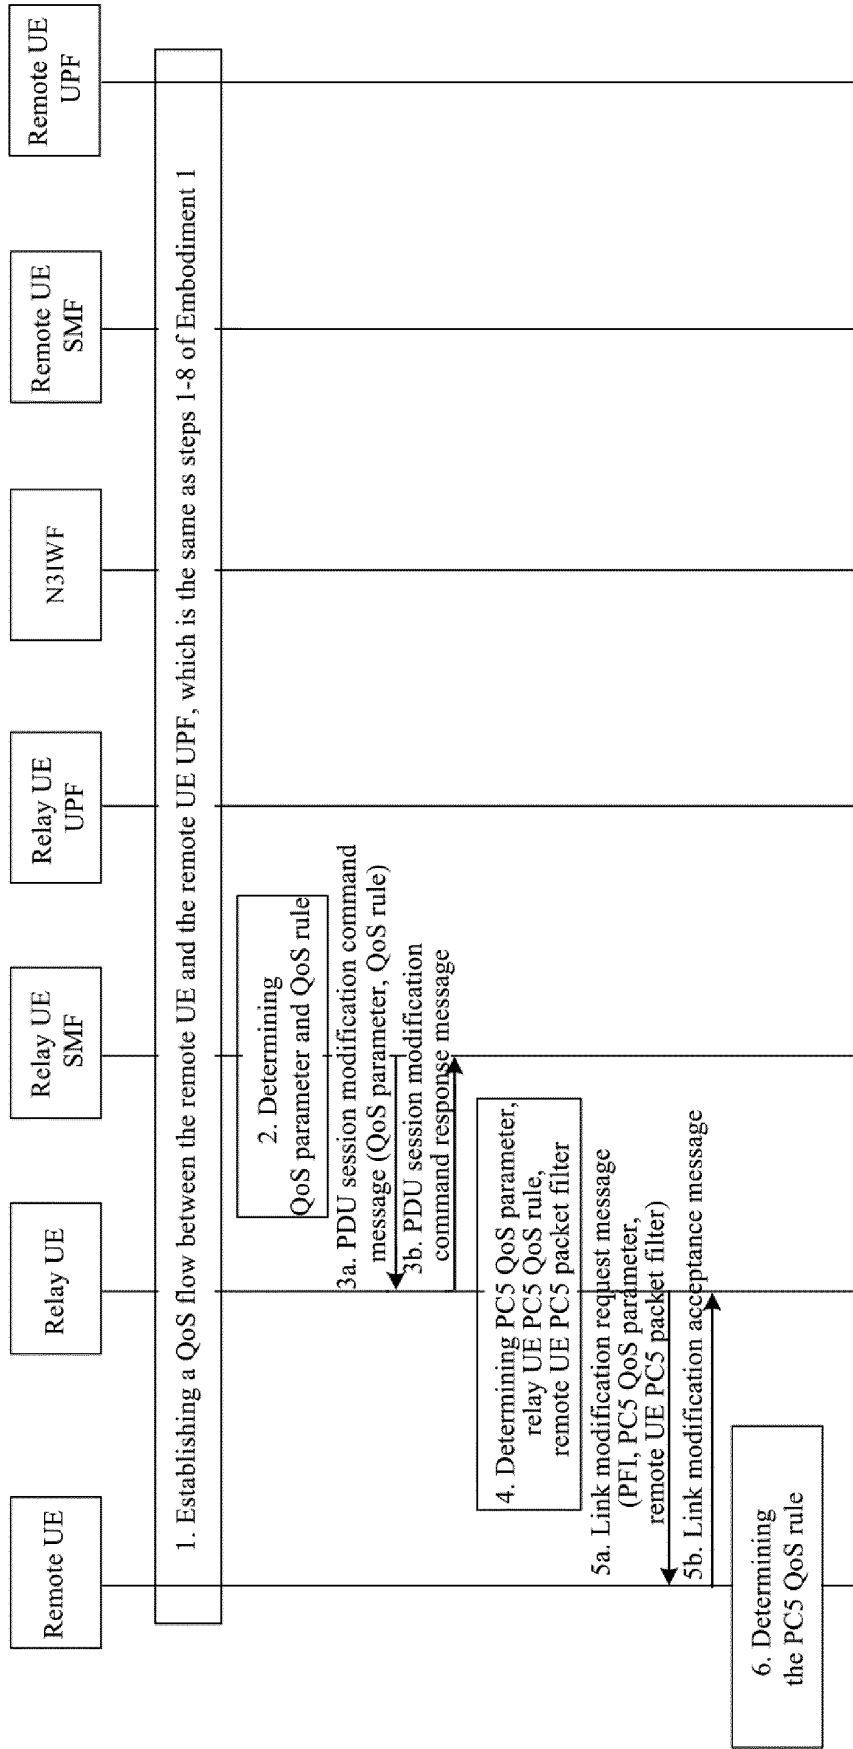 Remote UE
Relay UE
Relay UE
SMF
Relay UE
UPF
N3IWF
Remote UE
SMF
Remote UE
UPF
1. Establishing a QoS flow between the remote UE and the remote UE UPF, which is the same as steps 1-8 of Embodiment 1
2. Determining
QoS parameter and QoS rule
3a. PDU session modification command
message (QoS parameter, QoS rule)
3b. PDU session modification
command response message
4. Determining PC5 QoS parameter,
relay UE PC5 QoS rule,
remote UE PC5 packet filter
5a. Link modification request message
(PFI, PC5 QoS parameter,
remote UE PC5 packet filter)
5b. Link modification acceptance message
6. Determining
the PC5 QoS rule